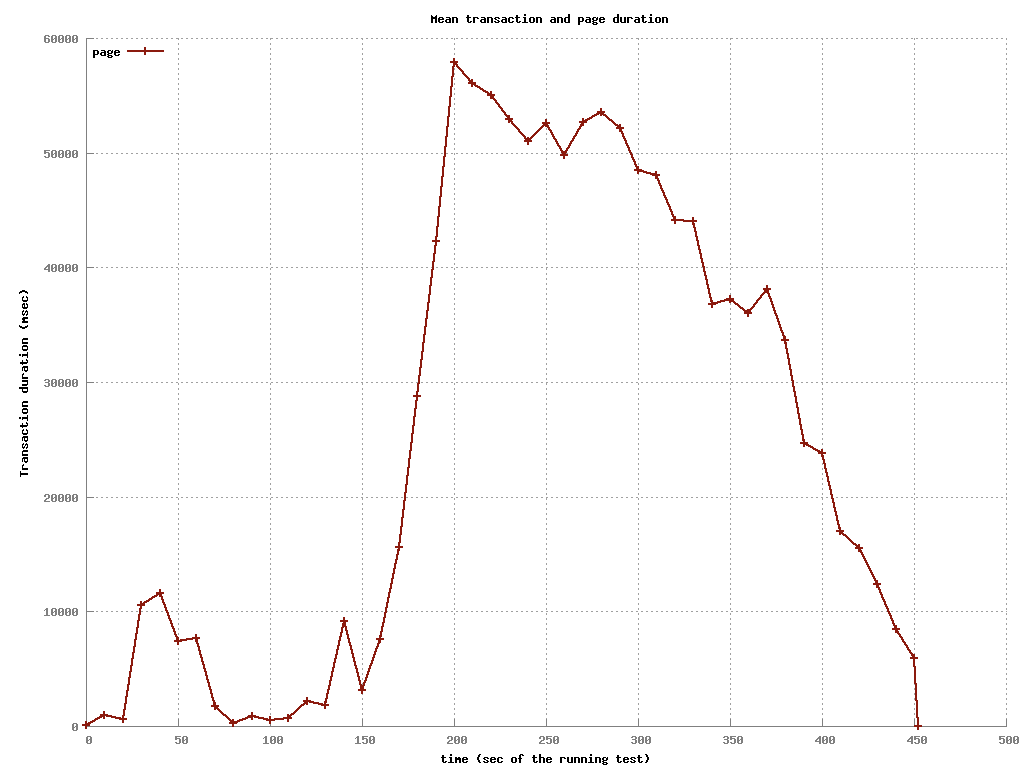 Mean transaction and page duration
page
60000
50000
40000
30000
20000
10000
0
Transaction duration (msec)
0 50 100 150 200 250 300 350 400 450 500
time (sec of the running test)